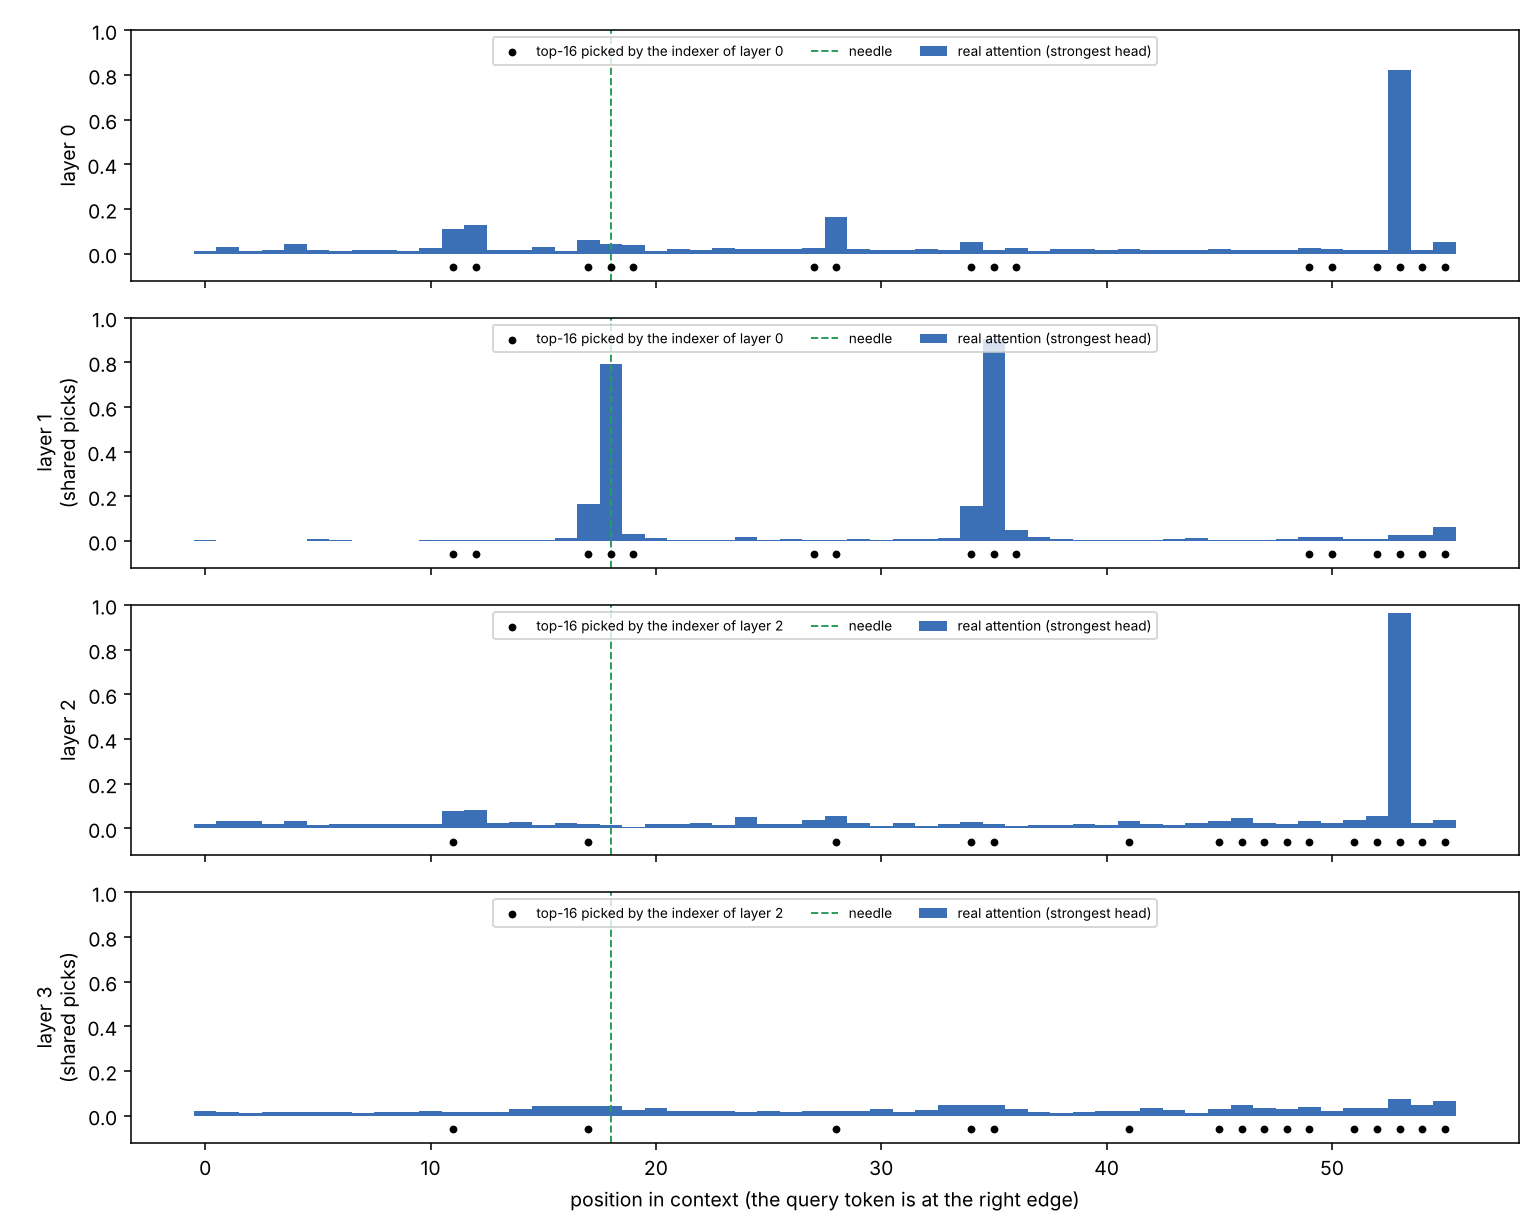 1.0
0.8
0.6
0.4
0.2
0.0
layer 0
top-16 picked by the indexer of layer 0
needle
real attention (strongest head)
1.0
0.8
0.6
0.4
0.2
0.0
layer 1
(shared picks)
top-16 picked by the indexer of layer 0
needle
real attention (strongest head)
1.0
0.8
0.6
0.4
0.2
0.0
layer 2
top-16 picked by the indexer of layer 2
needle
real attention (strongest head)
1.0
0.8
0.6
0.4
0.2
0.0
layer 3
(shared picks)
top-16 picked by the indexer of layer 2
needle
real attention (strongest head)
0 10 20 30 40 50
position in context (the query token is at the right edge)